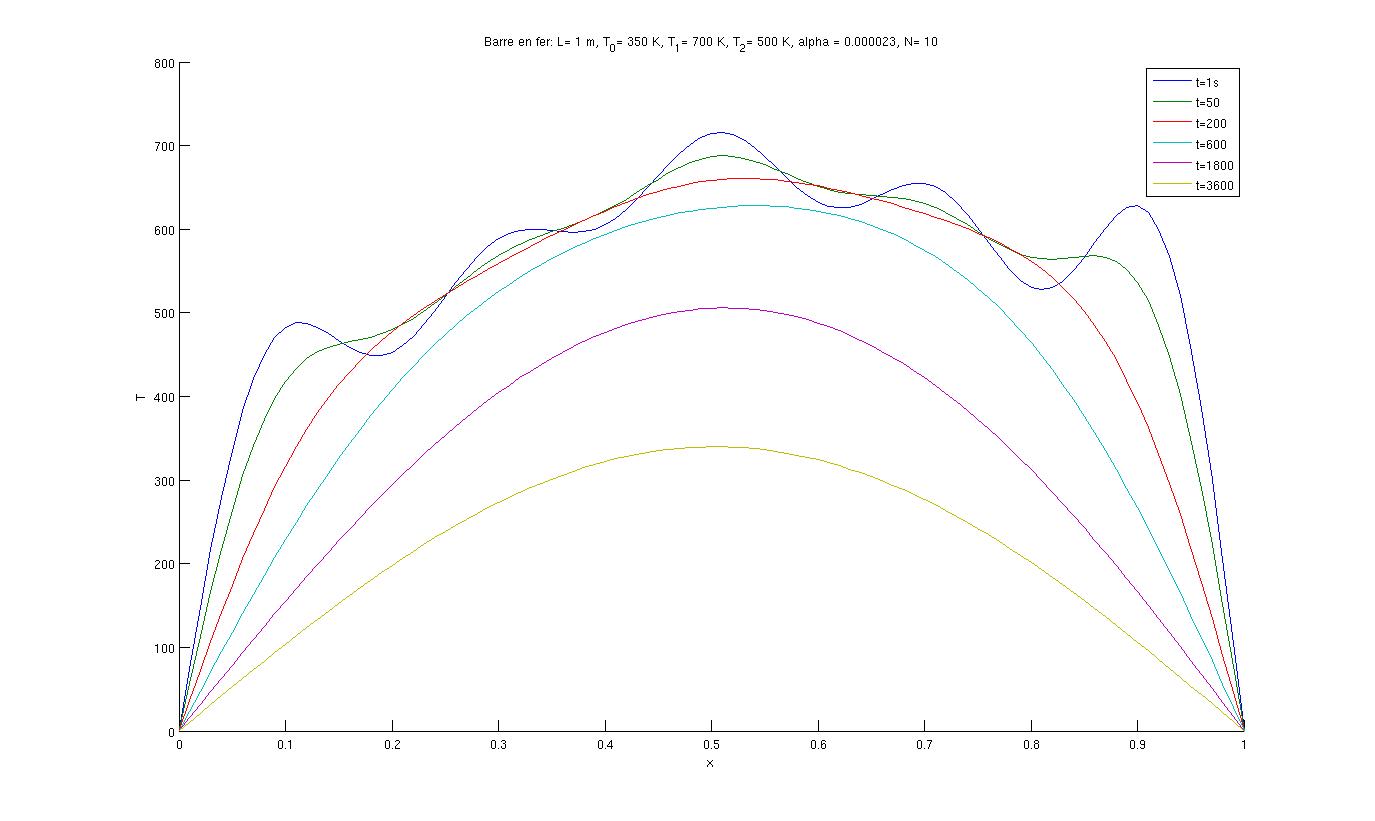 Barre en fer: L= 1 m, T0= 350 K, T1= 700 K, T2= 500 K, alpha = 0.000023, N= 10
800
700
600
500
400
300
200
100
0
T
0 0.1 0.2 0.3 0.4 0.5 0.6 0.7 0.8 0.9 1
x
t=1s
t=50
t=200
t=600
t=1800
t=3600